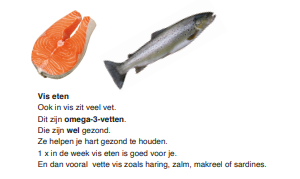 Vis eten
Ook in vis zit veel vet.
Dit zijn omega-3-vetten.
Die zijn wel gezond.
Ze helpen je hart gezond te houden.
1 x in de week vis eten is goed voor je.
En dan vooral vette vis zoals haring, zalm, makreel of sardines.